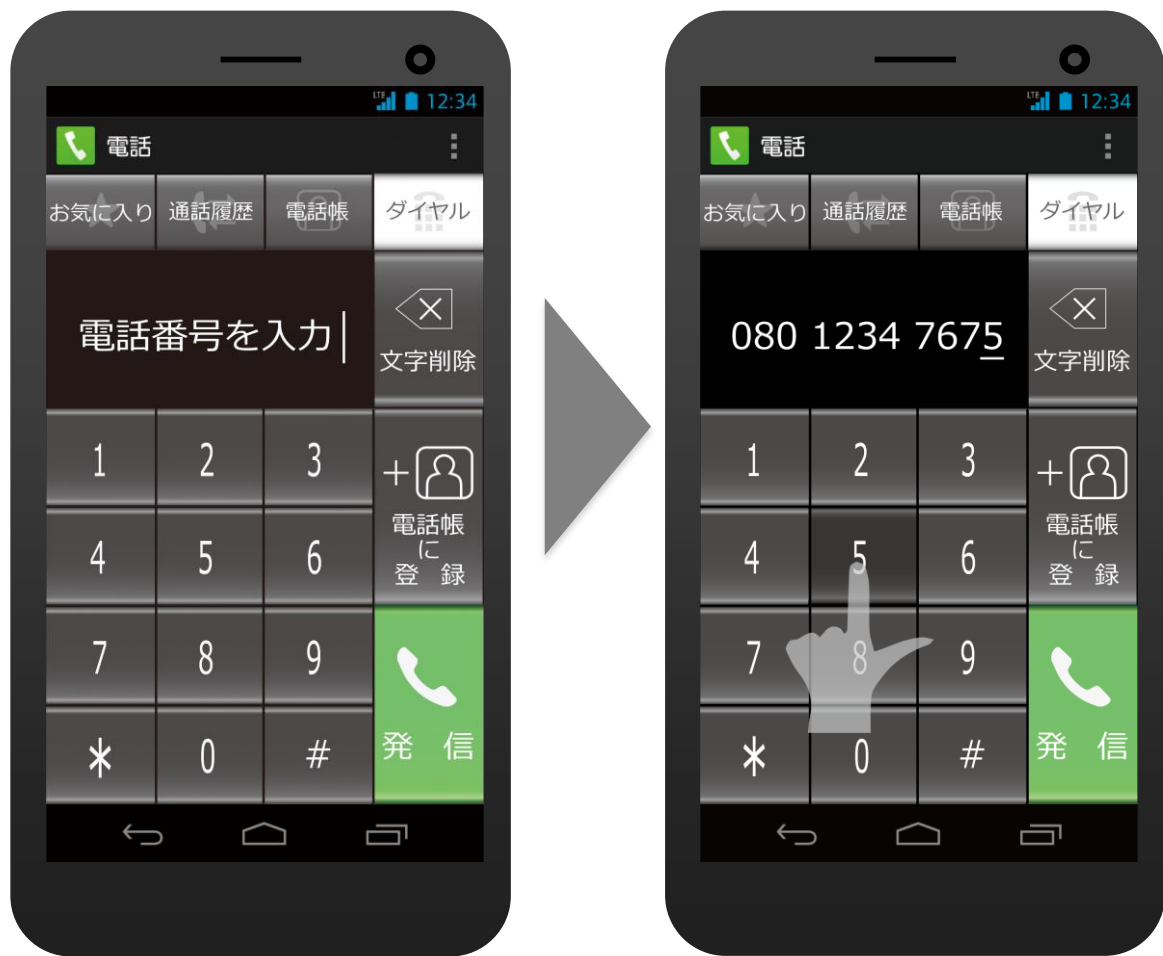 LTE 12:34
電話
お気に入り 通話履歴 電話帳 ダイヤル
電話番号を入力
文字削除
1 2 3
+
電話帳
に
登 録
4 5 6
7 8 9
* 0 #
発 信
LTE 12:34
電話
お気に入り 通話履歴 電話帳 ダイヤル
080 1234 7675
文字削除
1 2 3
+
電話帳
に
登 録
4 5 6
7 8 9
* 0 #
発 信